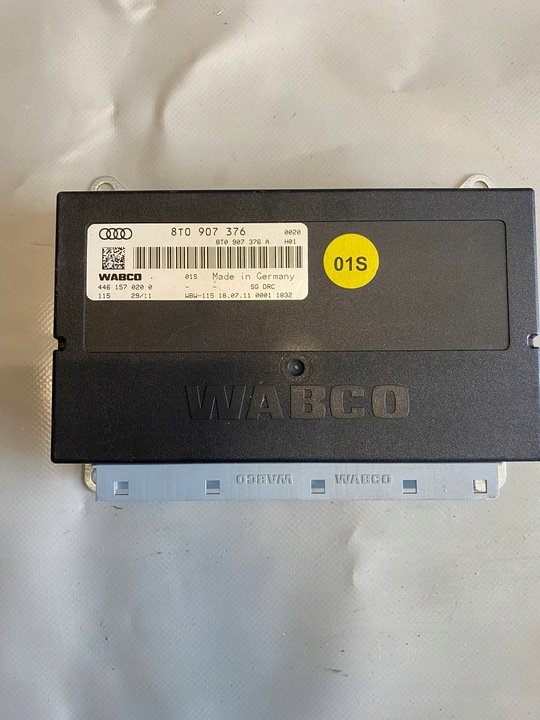 8T0 907 376 0020
8T0 907 376 A H01
WABCO 01S Made in Germany
446 157 020 0 - - SG DRC
115 29/11 WBW-115 18.07.11 0001 1832
01S
WABCO
WABCO WABCO